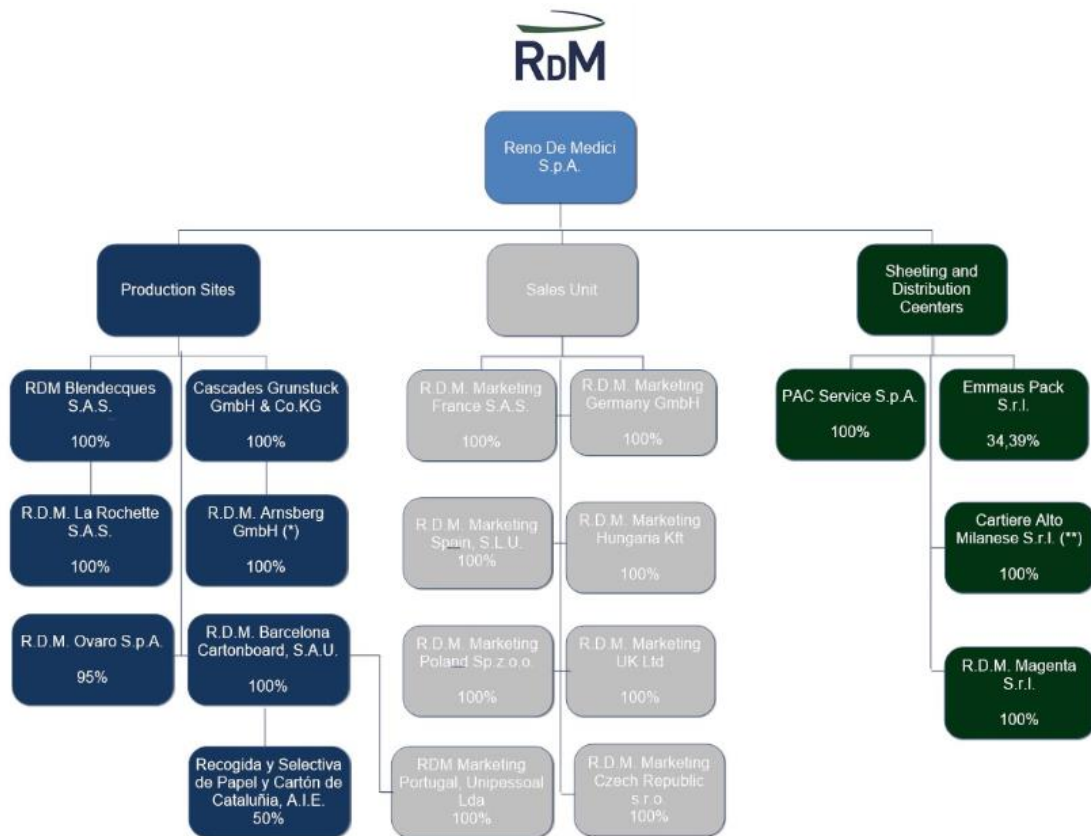 RDM
Reno De Medici
S.p.A.
Production Sites
Sales Unit
Sheeting and
Distribution
Ceenters
RDM Blendecques
S.A.S.
100%
Cascades Grunstuck
GmbH & Co.KG
100%
R.D.M. Marketing
France S.A.S.
100%
R.D.M. Marketing
Germany GmbH
100%
PAC Service S.p.A.
100%
Emmaus Pack
S.r.l.
34,39%
R.D.M. La Rochette
S.A.S.
100%
R.D.M. Arnsberg
GmbH (*)
100%
R.D.M. Marketing
Spain, S.L.U.
100%
R.D.M. Marketing
Hungaria Kft
100%
Cartiere Alto
Milanese S.r.l. (**)
100%
R.D.M. Ovaro S.p.A.
95%
R.D.M. Barcelona
Cartonboard, S.A.U.
100%
R.D.M. Marketing
Poland Sp.z.o.o.
100%
R.D.M. Marketing
UK Ltd
100%
R.D.M. Magenta
S.r.l.
100%
Recogida y Selectiva
de Papel y Cartón de
Cataluñia, A.I.E.
50%
RDM Marketing
Portugal, Unipessoal
Lda
100%
R.D.M. Marketing
Czech Republic
s.r.o.
100%